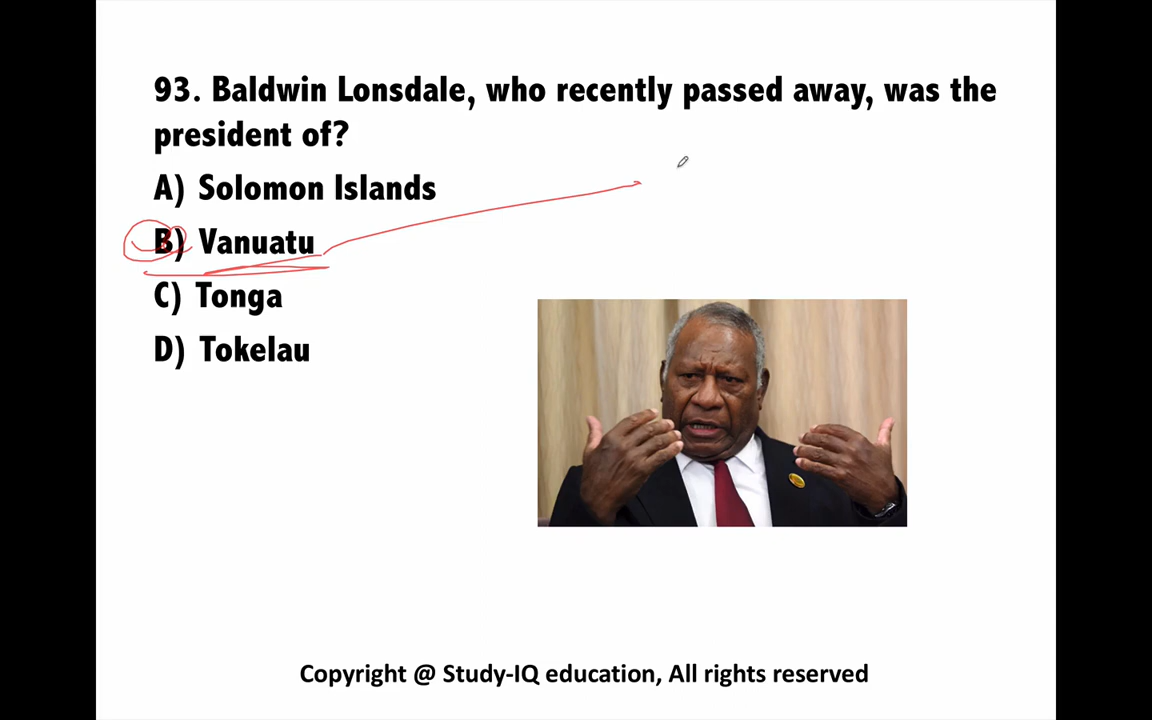 93. Baldwin Lonsdale, who recently passed away, was the
president of?
A) Solomon Islands
B) Vanuatu
C) Tonga
D) Tokelau
Copyright @ Study-IQ education, All rights reserved